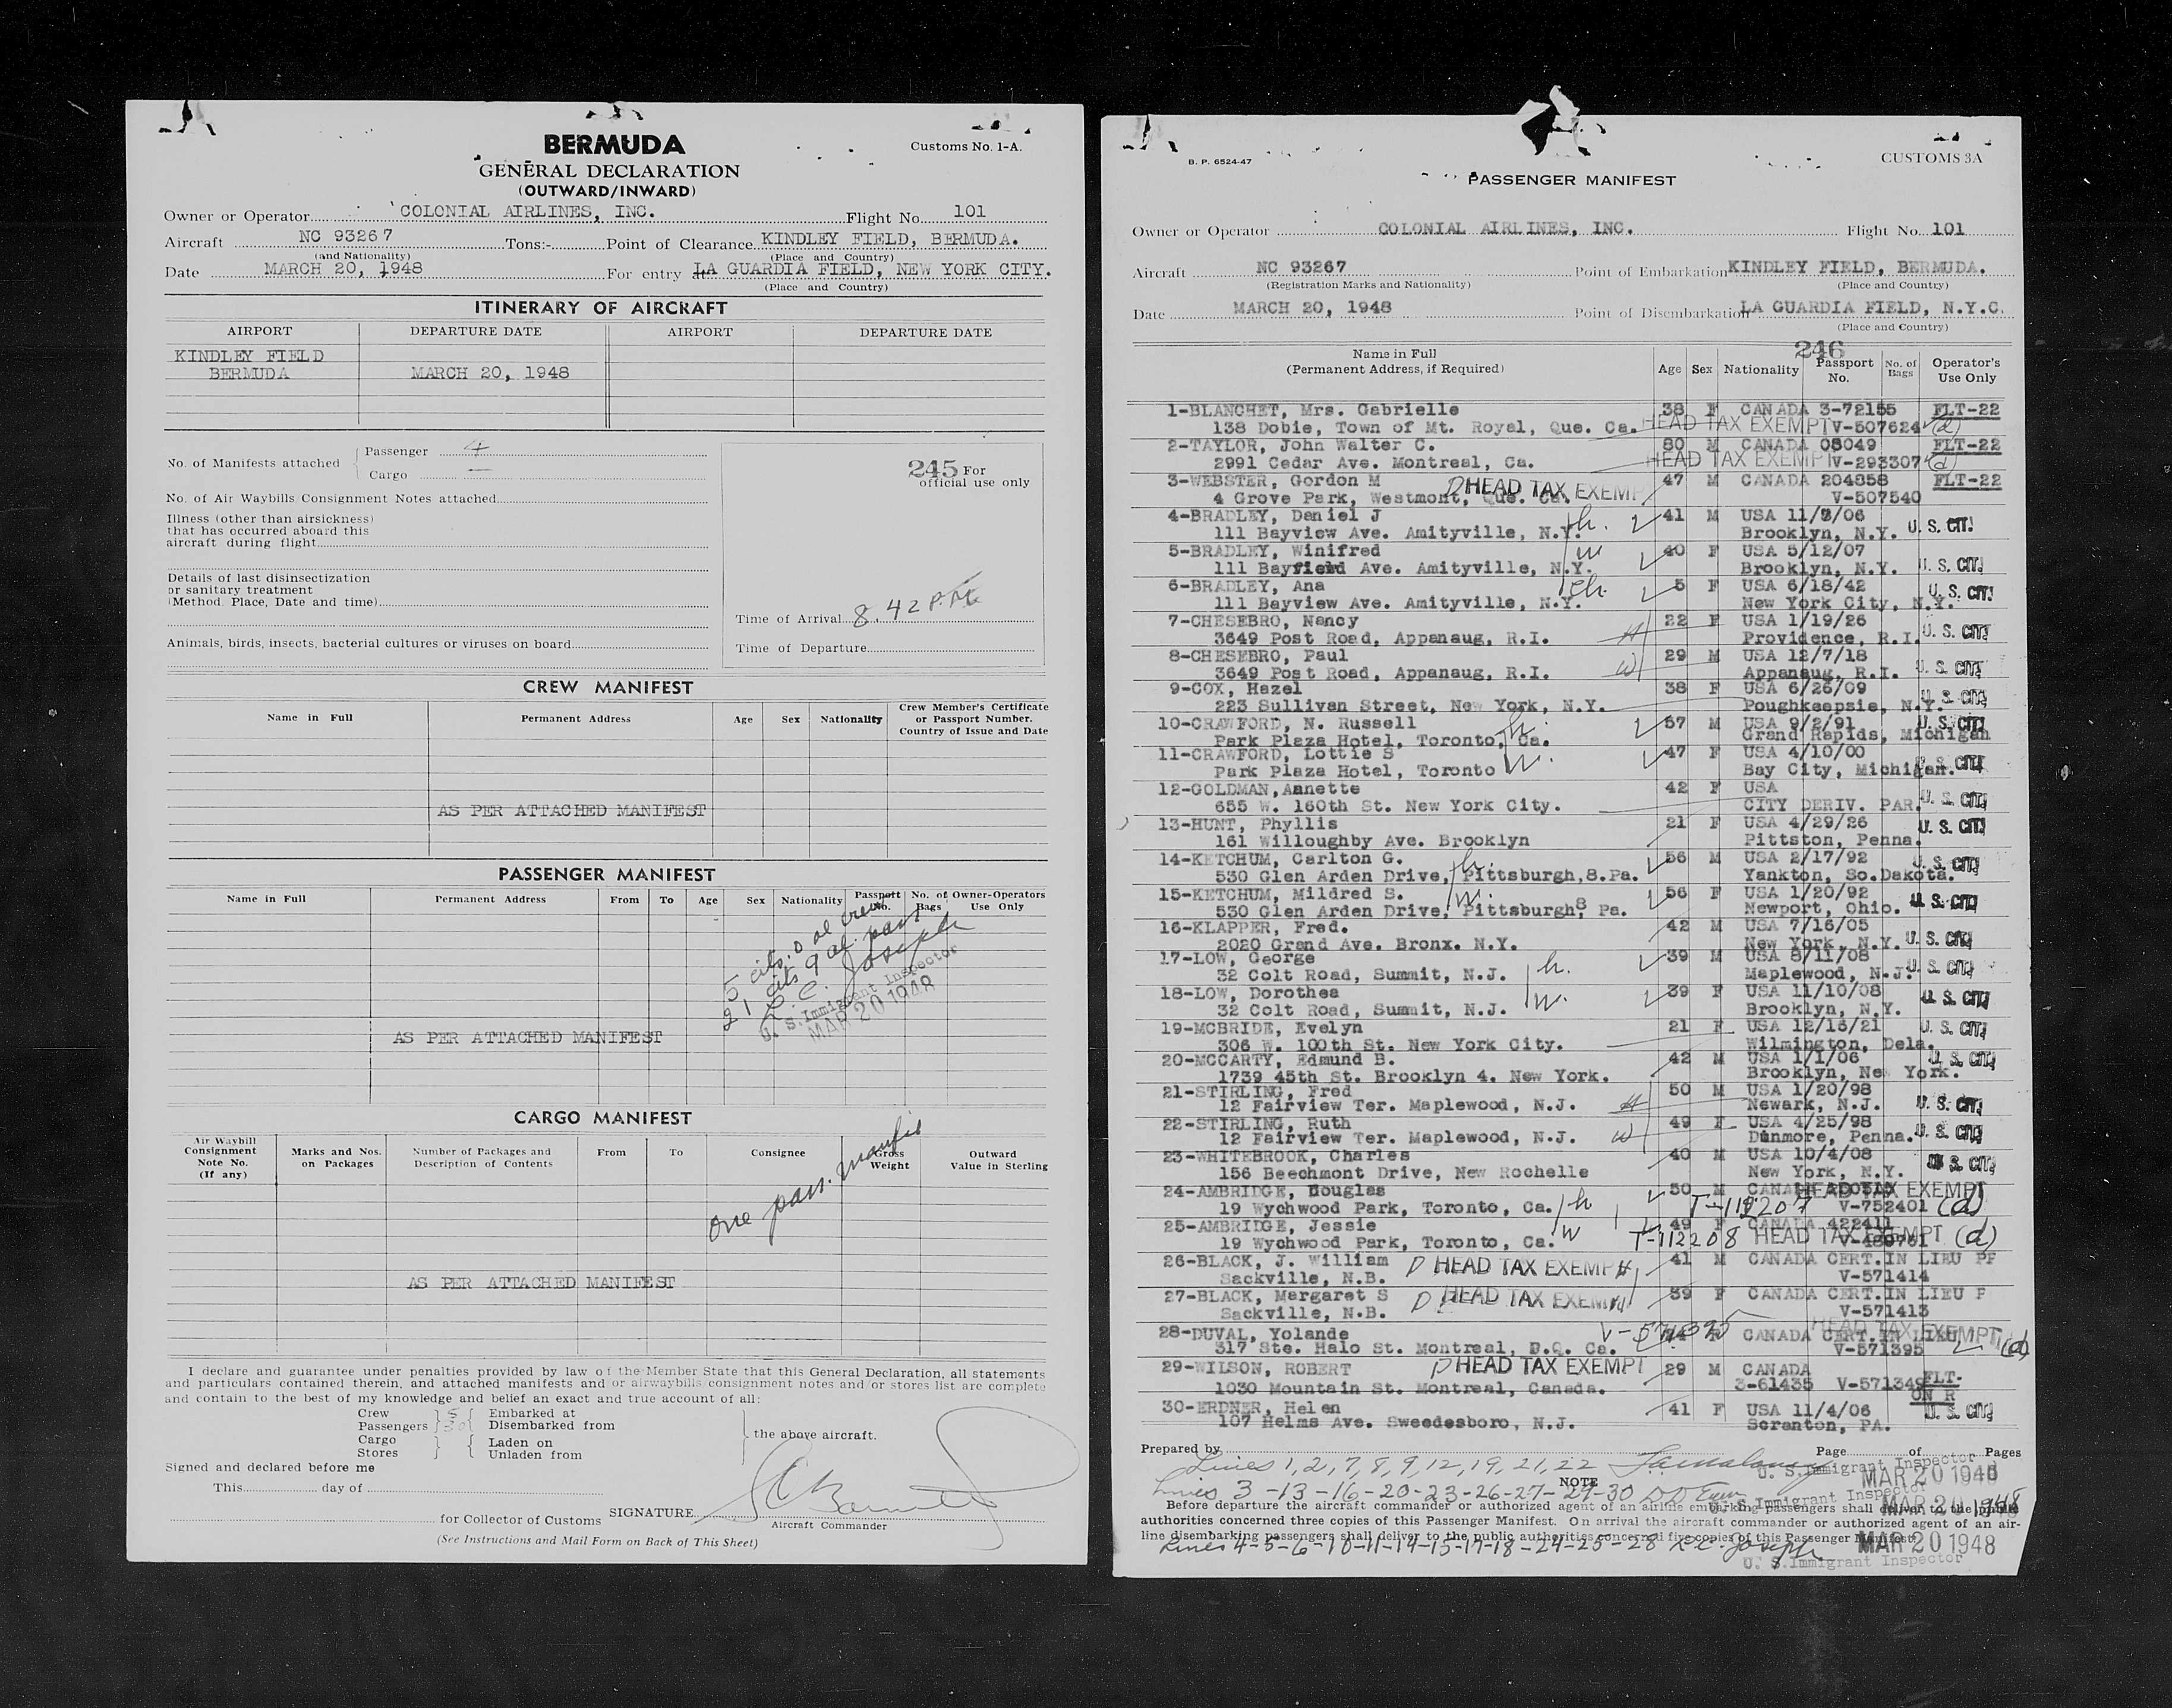 BERMUDA
Customs No. 1-A.
GENERAL DECLARATION
(OUTWARD/INWARD)
Owner or Operator COLONIAL AIRLINES, INC. Flight No. 101
Aircraft NC 93267 Tons:- Point of Clearance KINDLEY FIELD, BERMUDA.
(and Nationality) (Place and Country)
Date MARCH 20, 1948 For entry at LA GUARDIA FIELD, NEW YORK CITY.
(Place and Country)
ITINERARY OF AIRCRAFT
AIRPORT DEPARTURE DATE AIRPORT DEPARTURE DATE
KINDLEY FIELD
BERMUDA MARCH 20, 1948
No. of Manifests attached
Passenger 4
Cargo —
245 For
official use only
No. of Air Waybills Consignment Notes attached
Illness (other than airsickness)
that has occurred aboard this
aircraft during flight
Details of last disinsectization
or sanitary treatment
(Method, Place, Date and time)
Time of Arrival 8.42 P.M.
Animals, birds, insects, bacterial cultures or viruses on board
Time of Departure
CREW MANIFEST
Name in Full Permanent Address Age Sex Nationality Crew Member's Certificate
or Passport Number.
Country of Issue and Date
AS PER ATTACHED MANIFEST
PASSENGER MANIFEST
Name in Full Permanent Address From To Age Sex Nationality Passport No. No. of Bags Owner-Operators Use Only
5 cits. 0 al crew
21 cits 9 al. pass
R. C. Joseph
U. S. Immigrant Inspector
MAR 20 1948
AS PER ATTACHED MANIFEST
CARGO MANIFEST
Air Waybill
Consignment
Note No.
(If any)
Marks and Nos.
on Packages
Number of Packages and
Description of Contents
From To Consignee Gross
Weight
Outward
Value in Sterling
one pass. manifis
AS PER ATTACHED MANIFEST
I declare and guarantee under penalties provided by law of the Member State that this General Declaration, all statements
and particulars contained therein, and attached manifests and or airwaybills consignment notes and/or stores list are complete
and contain to the best of my knowledge and belief an exact and true account of all:
Crew 5 Embarked at
Passengers 30 Disembarked from
Cargo Laden on
Stores Unladen from
the above aircraft.
Signed and declared before me
This day of
for Collector of Customs SIGNATURE
Aircraft Commander
(See Instructions and Mail Form on Back of This Sheet)
B. P. 6524-47
CUSTOMS 3A
PASSENGER MANIFEST
Owner or Operator COLONIAL AIRLINES, INC. Flight No. 101
Aircraft NC 93267 Point of Embarkation KINDLEY FIELD, BERMUDA.
(Registration Marks and Nationality) (Place and Country)
Date MARCH 20, 1948 Point of Disembarkation LA GUARDIA FIELD, N.Y.C.
(Place and Country)
246
Name in Full
(Permanent Address, if Required)
Age Sex Nationality Passport No. No. of Bags Operator's Use Only
1-BLANCHET, Mrs. Gabrielle 38 F CANADA 3-72155 FLT-22
138 Dobie, Town of Mt. Royal, Que. Ca. HEAD TAX EXEMPT V-507624 (d)
2-TAYLOR, John Walter C. 80 M CANADA 08049 FLT-22
2991 Cedar Ave. Montreal, Ca. HEAD TAX EXEMPT V-293307 (d)
3-WEBSTER, Gordon M 47 M CANADA 204858 FLT-22
4 Grove Park, Westmont, Que. Ca. D HEAD TAX EXEMPT V-507540
4-BRADLEY, Daniel J h. 41 M USA 11/8/06
111 Bayview Ave. Amityville, N.Y. Brooklyn, N.Y. U. S. CIT.
5-BRADLEY, Winifred w 40 F USA 5/12/07
111 Bayfield Ave. Amityville, N.Y. Brooklyn, N.Y. U. S. CIT.
6-BRADLEY, Ana ch. 5 F USA 6/18/42 U. S. CIT.
111 Bayview Ave. Amityville, N.Y. New York City, N.Y.
7-CHESEBRO, Nancy 22 F USA 1/19/26
3649 Post Road, Appanaug, R.I. H Providence, R.I. U. S. CIT.
8-CHESEBRO, Paul 29 M USA 12/7/18
3649 Post Road, Appanaug, R.I. W Appanaug, R.I. U. S. CIT.
9-COX, Hazel 38 F USA 6/26/09
223 Sullivan Street, New York, N.Y. Poughkeepsie, N.Y. U. S. CIT.
10-CRAWFORD, N. Russell h. 57 M USA 9/2/91 U. S. CIT.
Park Plaza Hotel, Toronto, Ca. Grand Rapids, Michigan
11-CRAWFORD, Lottie S 47 F USA 4/10/00
Park Plaza Hotel, Toronto W. Bay City, Michigan. U. S. CIT.
12-GOLDMAN, Annette 42 F USA
655 W. 160th St. New York City. CITY DERIV. PAR. U. S. CIT.
13-HUNT, Phyllis 21 F USA 4/29/26 U. S. CIT.
161 Willoughby Ave. Brooklyn Pittston, Penna.
14-KETCHUM, Carlton G. h. 56 M USA 2/17/92 U. S. CIT.
530 Glen Arden Drive, Pittsburgh, 8. Pa. Yankton, So. Dakota.
15-KETCHUM, Mildred S. W. 56 F USA 1/20/92
530 Glen Arden Drive, Pittsburgh, 8 Pa. Newport, Ohio. U. S. CIT.
16-KLAPPER, Fred. 42 M USA 7/16/05
2020 Grand Ave. Bronx. N.Y. New York, N.Y. U. S. CIT.
17-LOW, George h. 39 M USA 8/11/08
32 Colt Road, Summit, N.J. Maplewood, N.J. U. S. CIT.
18-LOW, Dorothea W. 39 F USA 11/10/08 U. S. CIT.
32 Colt Road, Summit, N.J. Brooklyn, N.Y.
19-MCBRIDE, Evelyn 21 F USA 12/16/21 U. S. CIT.
306 W. 100th St. New York City. Wilmington, Dela.
20-MCCARTY, Edmund B. 42 M USA 1/1/06 U. S. CIT.
1739 45th St. Brooklyn 4. New York. Brooklyn, New York.
21-STIRLING, Fred 50 M USA 1/20/98
12 Fairview Ter. Maplewood, N.J. H Newark, N.J. U. S. CIT.
22-STIRLING, Ruth 49 F USA 4/25/98
12 Fairview Ter. Maplewood, N.J. W Dunmore, Penna. U. S. CIT.
23-WHITEBROOK, Charles 40 M USA 10/4/08
156 Beechmont Drive, New Rochelle New York, N.Y. U. S. CIT.
24-AMBRIDGE, Douglas 50 M CANADA HEAD TAX EXEMPT
19 Wychwood Park, Toronto, Ca. h T-112207 V-752401 (d)
25-AMBRIDGE, Jessie 49 F CANADA 422411
19 Wychwood Park, Toronto, Ca. W T-112208 HEAD TAX EXEMPT (d)
26-BLACK, J. William D HEAD TAX EXEMPT H 41 M CANADA CERT. IN LIEU PF
Sackville, N.B. V-571414
27-BLACK, Margaret S D HEAD TAX EXEMPT W 39 F CANADA CERT. IN LIEU F
Sackville, N.B. V-571413
28-DUVAL, Yolande V-571395 F CANADA CERT. IN LIEU HEAD TAX EXEMPT
317 Ste. Halo St. Montreal, P.Q. Ca. V-571395 (d)
29-WILSON, ROBERT D HEAD TAX EXEMPT 29 M CANADA
1030 Mountain St. Montreal, Canada. 3-61435 V-571349 FLT-
ON R
30-ERDNER, Helen 41 F USA 11/4/06 U. S. CIT.
107 Helms Ave. Sweedesboro, N.J. Scranton, PA.
Prepared by Page of Pages
Lines 1,2,7,8,9,12,19,21,22 U. S. Immigrant Inspector MAR 20 1948
Lines 3-13-16-20-23-26-27-29-30 U. S. Immigrant Inspector MAR 20 1948
NOTE
Before departure the aircraft commander or authorized agent of an airline embarking passengers shall deliver to the public
authorities concerned three copies of this Passenger Manifest. On arrival the aircraft commander or authorized agent of an air-
line disembarking passengers shall deliver to the public authorities concerned five copies of this Passenger Manifest.
Lines 4-5-6-10-11-14-15-17-18-24-25-28 R. C. Joseph MAR 20 1948
U. S. Immigrant Inspector